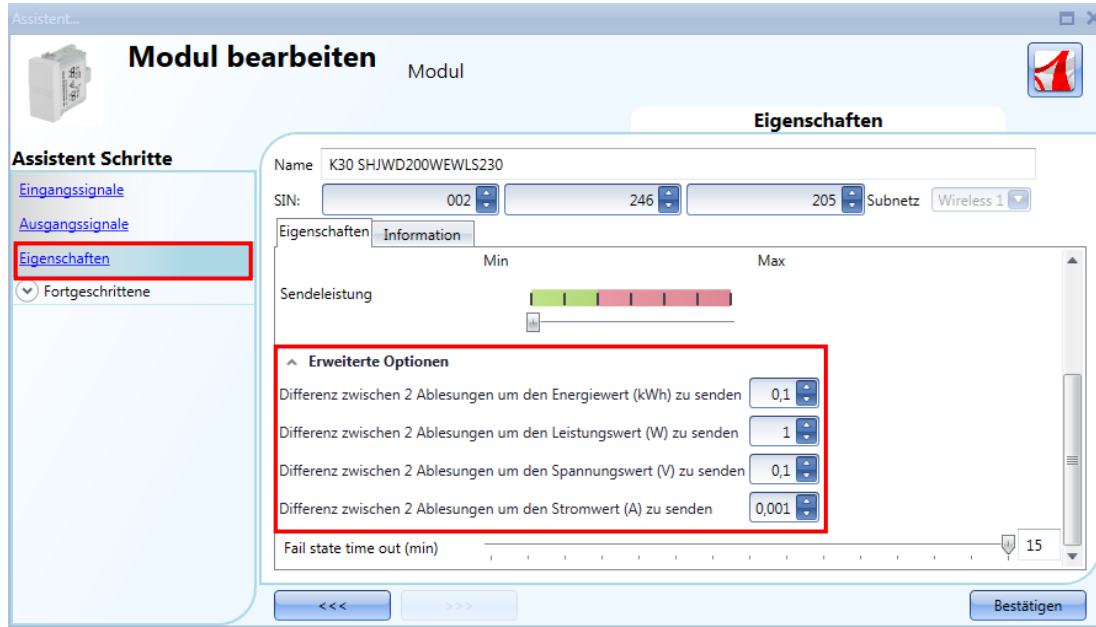 Assistent...
Modul bearbeiten
Modul
Eigenschaften
Assistent Schritte
Eingangssignale
Ausgangssignale
Eigenschaften
Fortgeschrittene
Name K30 SHJWD200WEWLS230
SIN: 002 246 205 Subnetz Wireless 1
Eigenschaften Information
Min Max
Sendeleistung
Erweiterte Optionen
Differenz zwischen 2 Ablesungen um den Energiewert (kWh) zu senden 0,1
Differenz zwischen 2 Ablesungen um den Leistungswert (W) zu senden 1
Differenz zwischen 2 Ablesungen um den Spannungswert (V) zu senden 0,1
Differenz zwischen 2 Ablesungen um den Stromwert (A) zu senden 0,001
Fail state time out (min) 15
<<< >>> Bestätigen